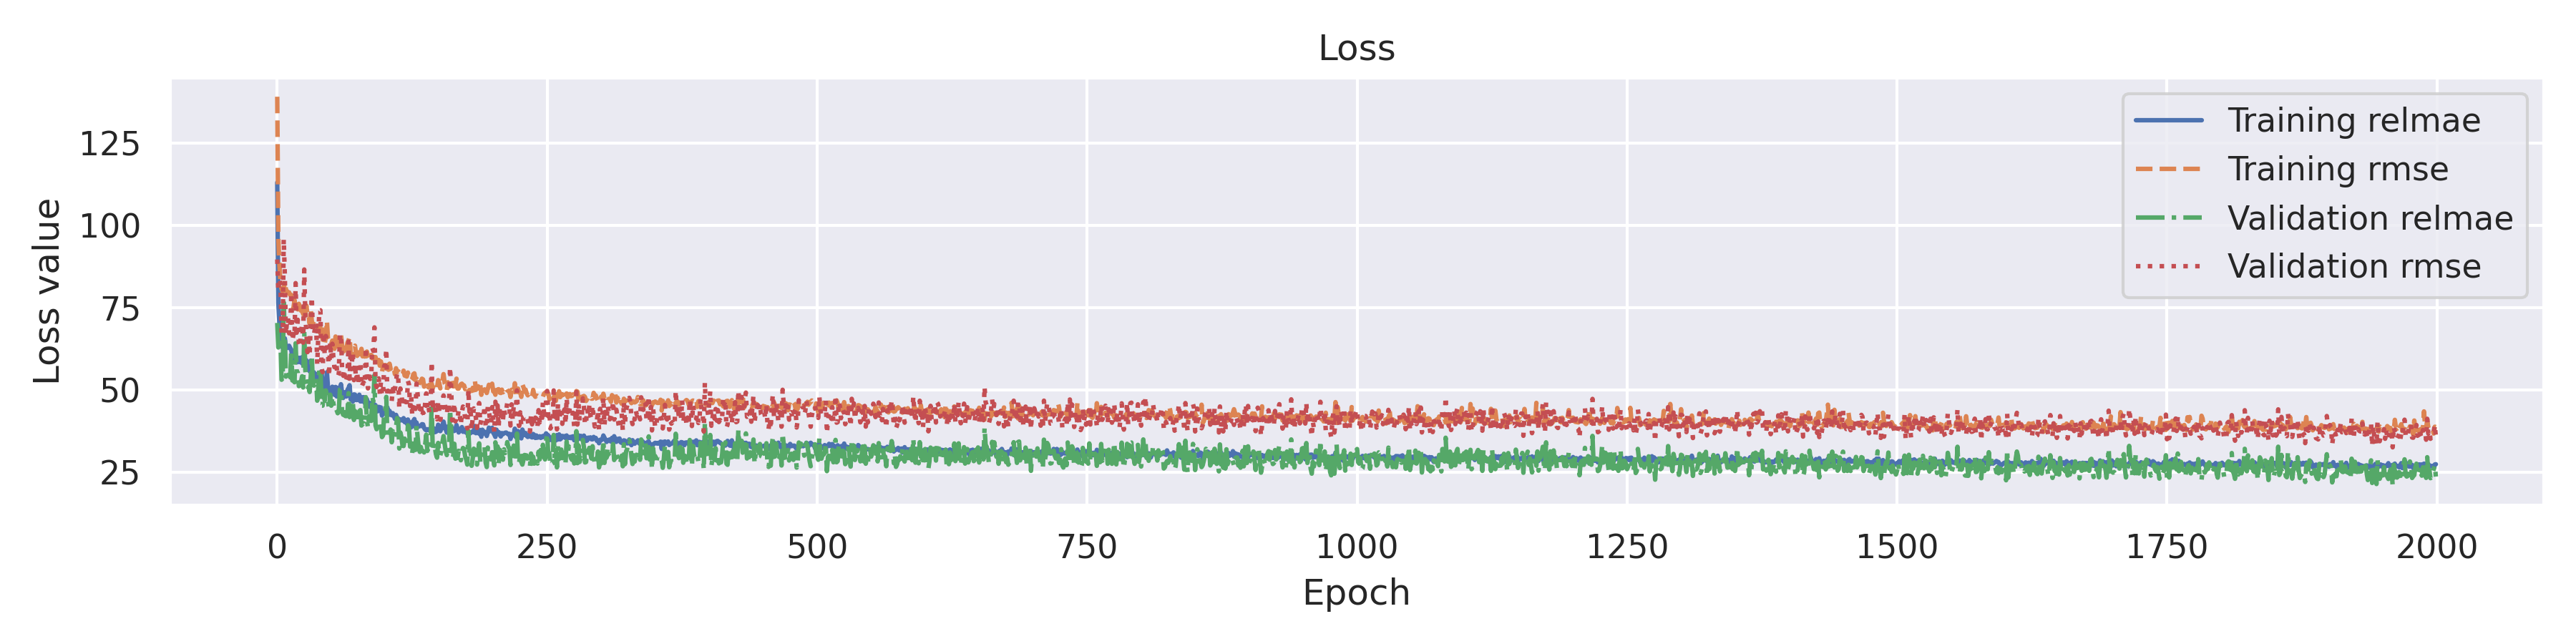 Loss
125
100
75
50
25
Loss value
0 250 500 750 1000 1250 1500 1750 2000
Epoch
Training relmae
Training rmse
Validation relmae
Validation rmse